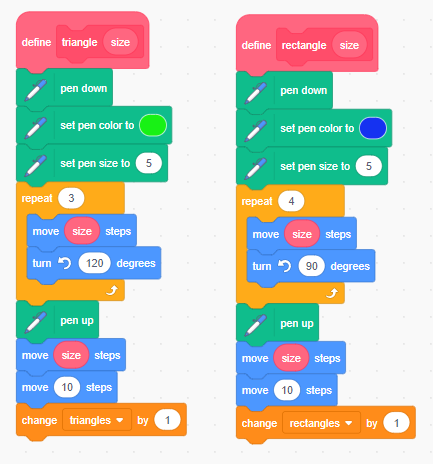 define triangle size
pen down
set pen color to
set pen size to 5
repeat 3
move size steps
turn 120 degrees
pen up
move size steps
move 10 steps
change triangles by 1
define rectangle size
pen down
set pen color to
set pen size to 5
repeat 4
move size steps
turn 90 degrees
pen up
move size steps
move 10 steps
change rectangles by 1